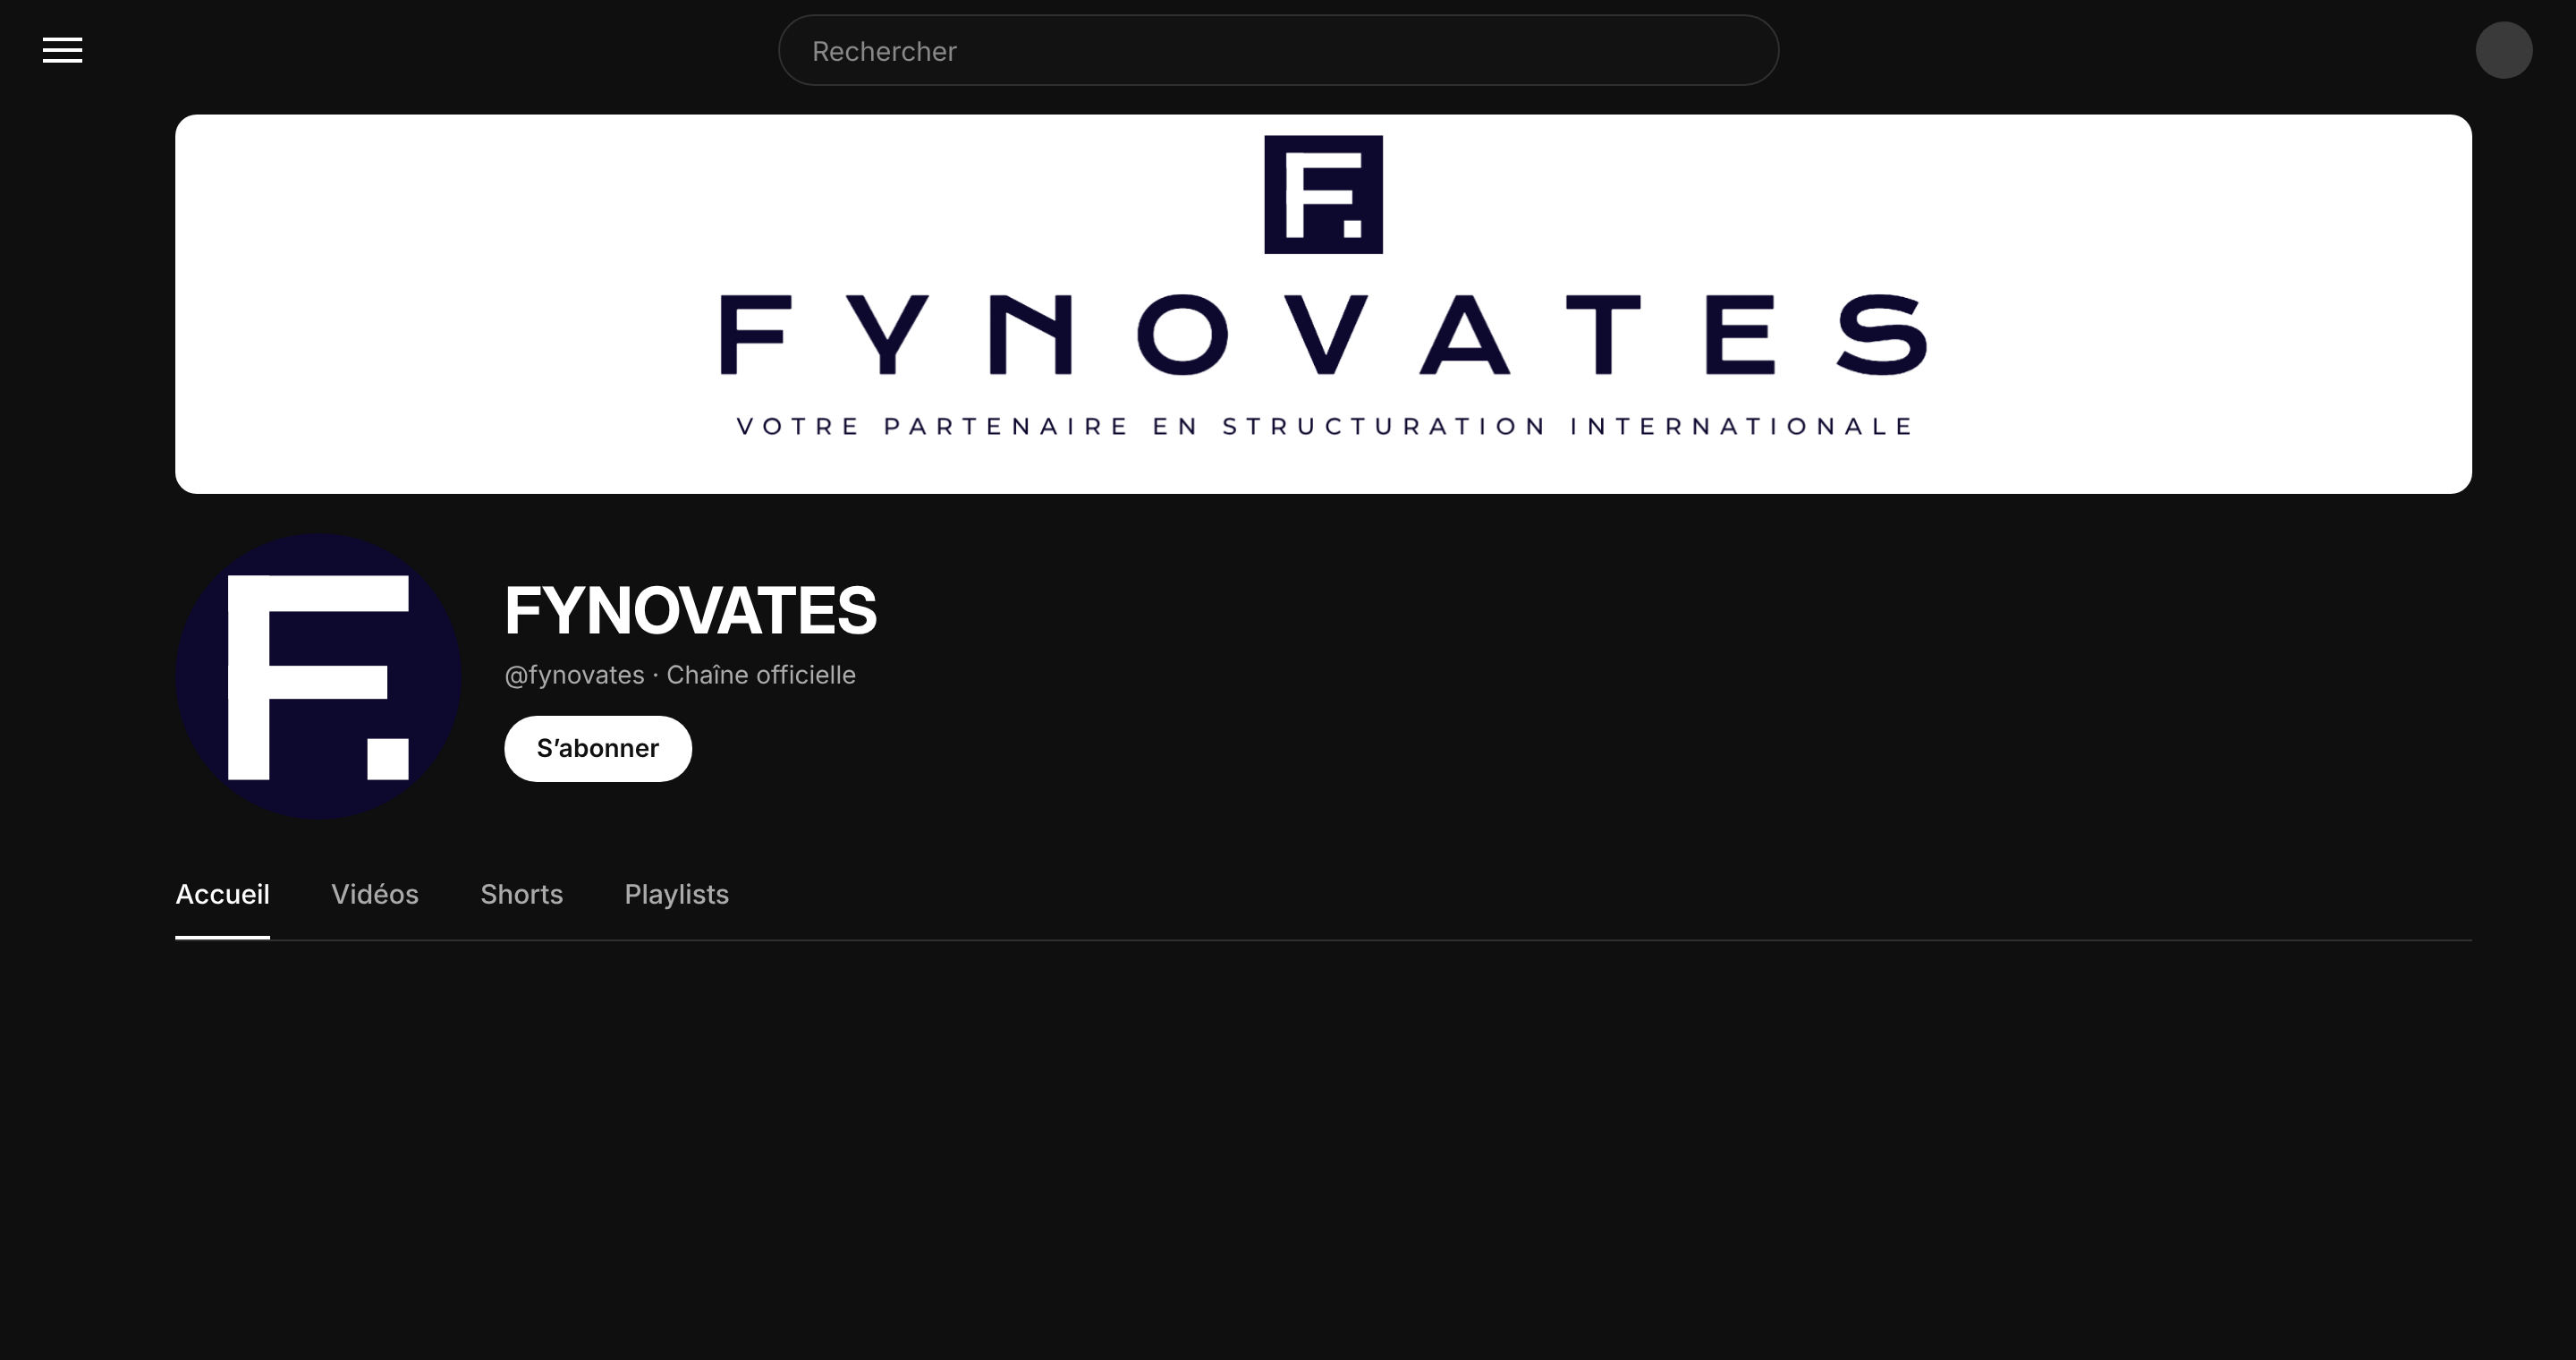 Rechercher
F.
FYNOVATES
VOTRE PARTENAIRE EN STRUCTURATION INTERNATIONALE
F.
FYNOVATES
@fynovates · Chaîne officielle
S’abonner
Accueil Vidéos Shorts Playlists